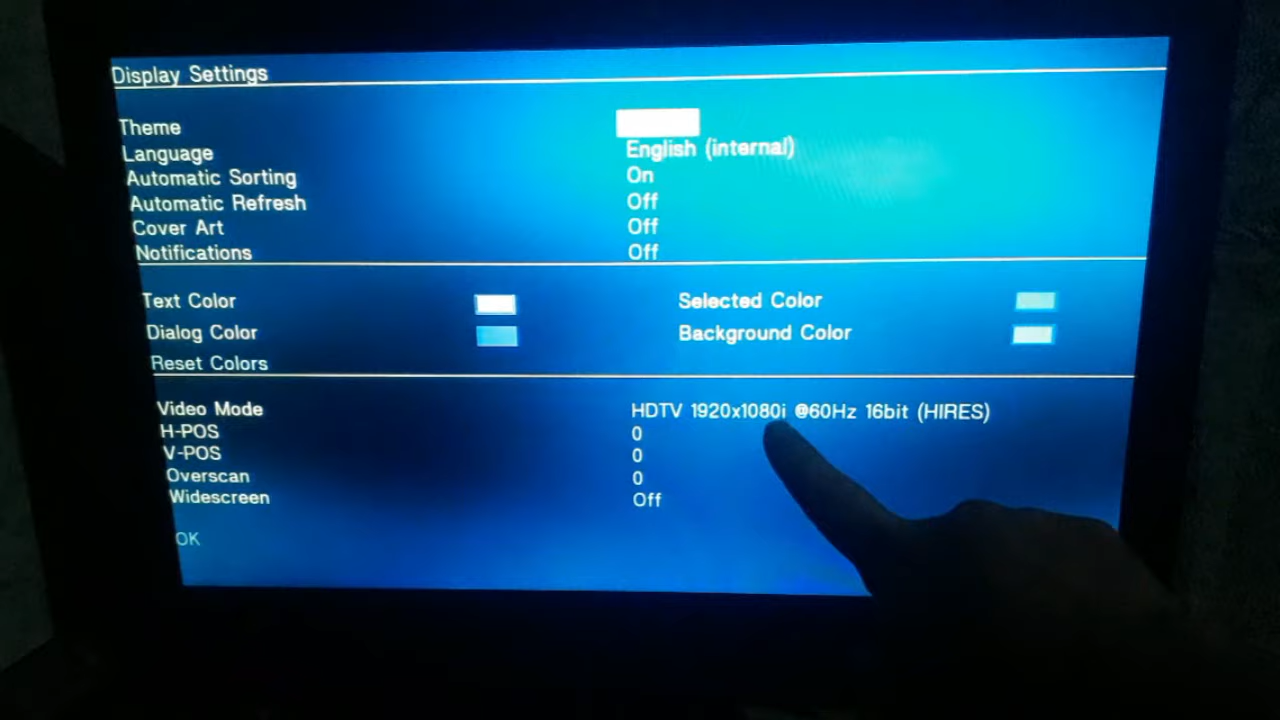 Display Settings
Theme
Language English (internal)
Automatic Sorting On
Automatic Refresh Off
Cover Art Off
Notifications Off
Text Color Selected Color
Dialog Color Background Color
Reset Colors
Video Mode HDTV 1920x1080i @60Hz 16bit (HIRES)
H-POS 0
V-POS 0
Overscan 0
Widescreen Off
OK